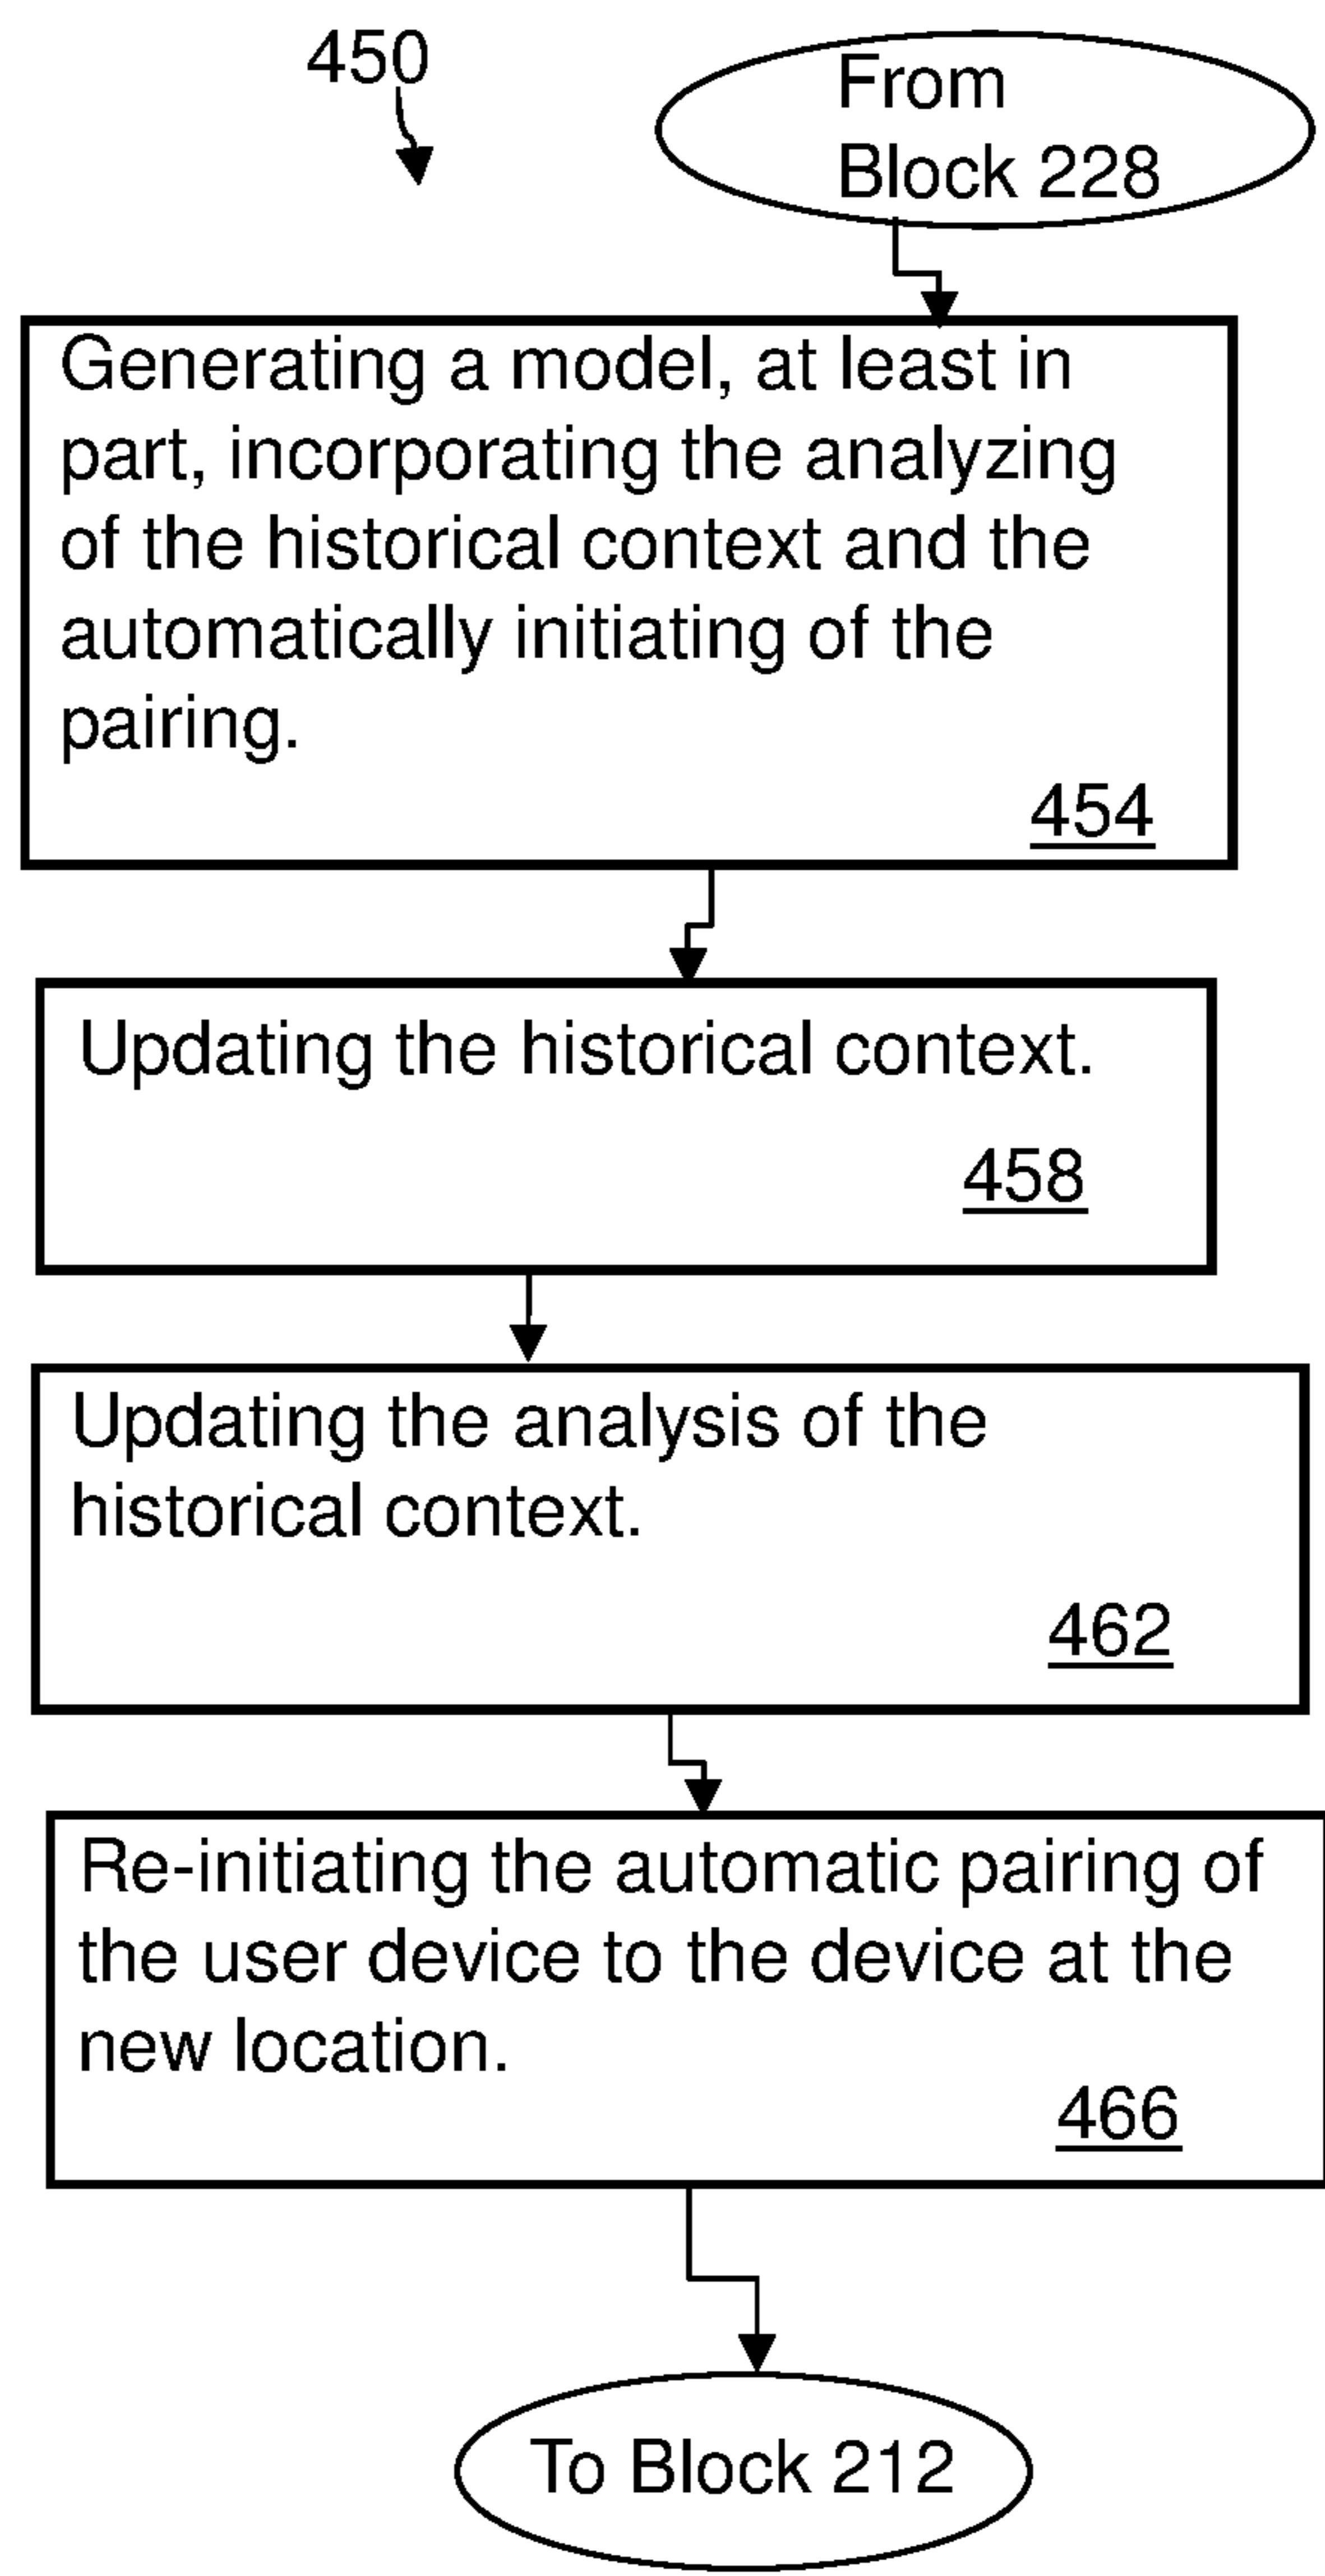 450
From
Block 228
Generating a model, at least in
part, incorporating the analyzing
of the historical context and the
automatically initiating of the
pairing.
454
Updating the historical context.
458
Updating the analysis of the
historical context.
462
Re-initiating the automatic pairing of
the user device to the device at the
new location.
466
To Block 212